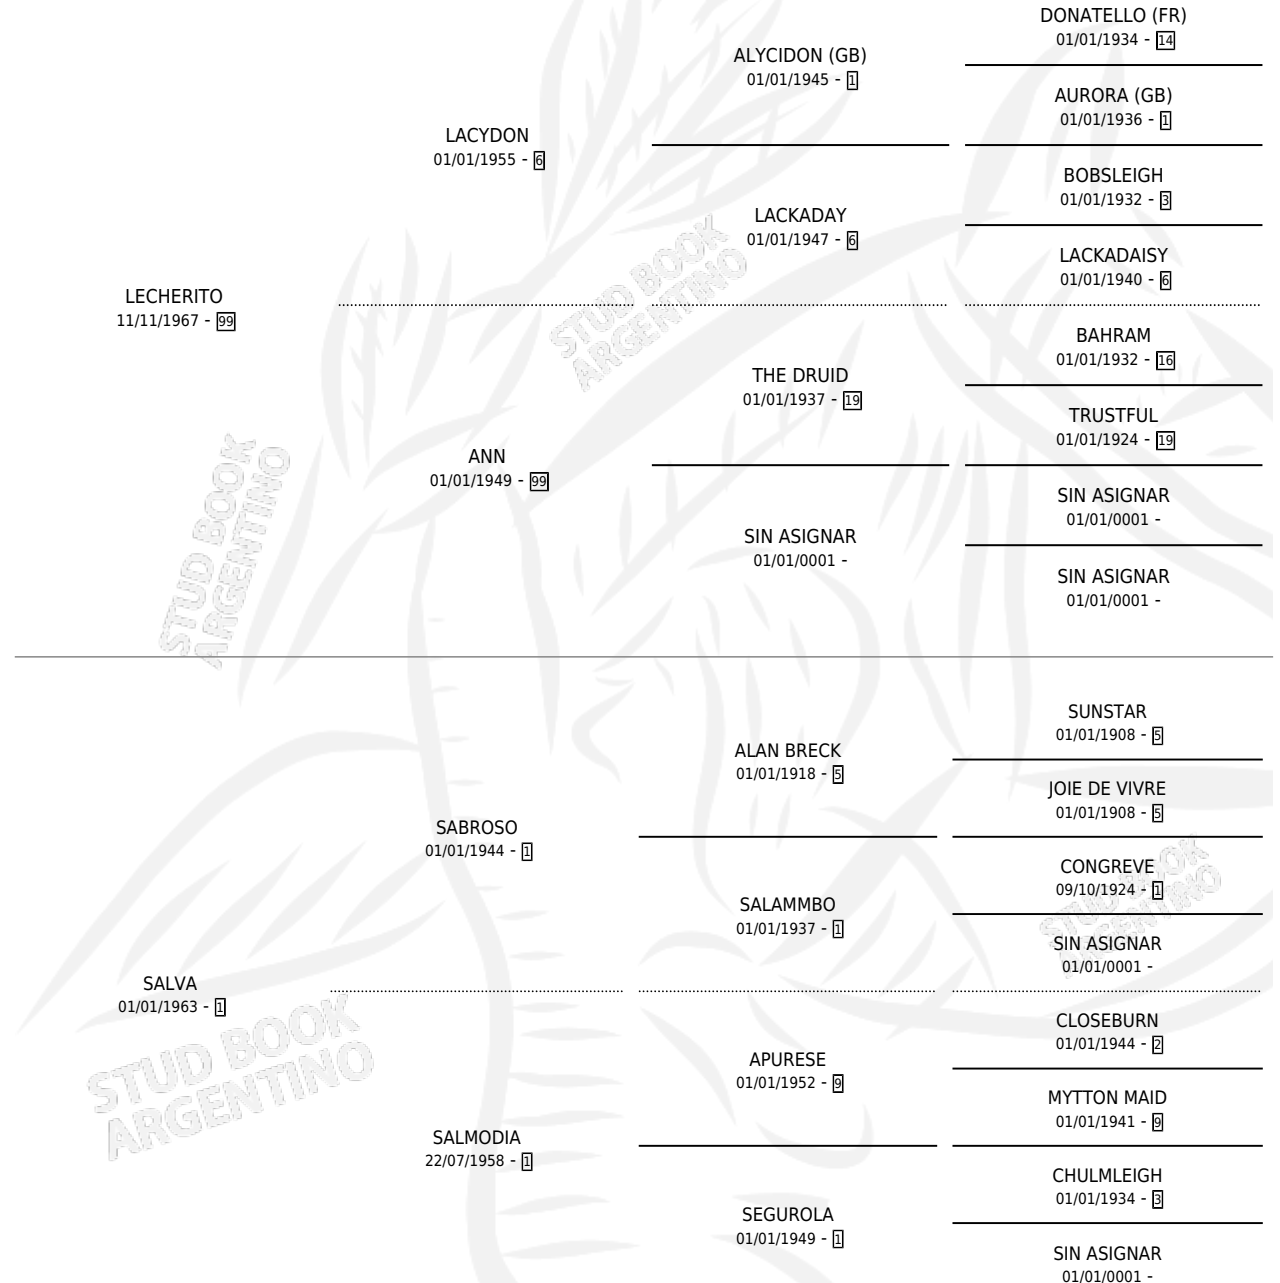 DONATELLO (FR)
01/01/1934 - 14
ALYCIDON (GB)
01/01/1945 - 1
AURORA (GB)
01/01/1936 - 1
LACYDON
01/01/1955 - 6
BOBSLEIGH
01/01/1932 - 3
LACKADAY
01/01/1947 - 6
LACKADAISY
01/01/1940 - 6
LECHERITO
11/11/1967 - 99
BAHRAM
01/01/1932 - 16
THE DRUID
01/01/1937 - 19
TRUSTFUL
01/01/1924 - 19
ANN
01/01/1949 - 99
SIN ASIGNAR
01/01/0001 -
SIN ASIGNAR
01/01/0001 -
SIN ASIGNAR
01/01/0001 -
STUD BOOK
ARGENTINO
STUD BOOK
ARGENTINO
SUNSTAR
01/01/1908 - 5
ALAN BRECK
01/01/1918 - 5
JOIE DE VIVRE
01/01/1908 - 5
SABROSO
01/01/1944 - 1
CONGREVE
09/10/1924 - 1
SALAMMBO
01/01/1937 - 1
SIN ASIGNAR
01/01/0001 -
SALVA
01/01/1963 - 1
CLOSEBURN
01/01/1944 - 2
APURESE
01/01/1952 - 9
MYTTON MAID
01/01/1941 - 9
SALMODIA
22/07/1958 - 1
CHULMLEIGH
01/01/1934 - 3
SEGUROLA
01/01/1949 - 1
SIN ASIGNAR
01/01/0001 -
STUD BOOK
ARGENTINO
STUD BOOK
ARGENTINO